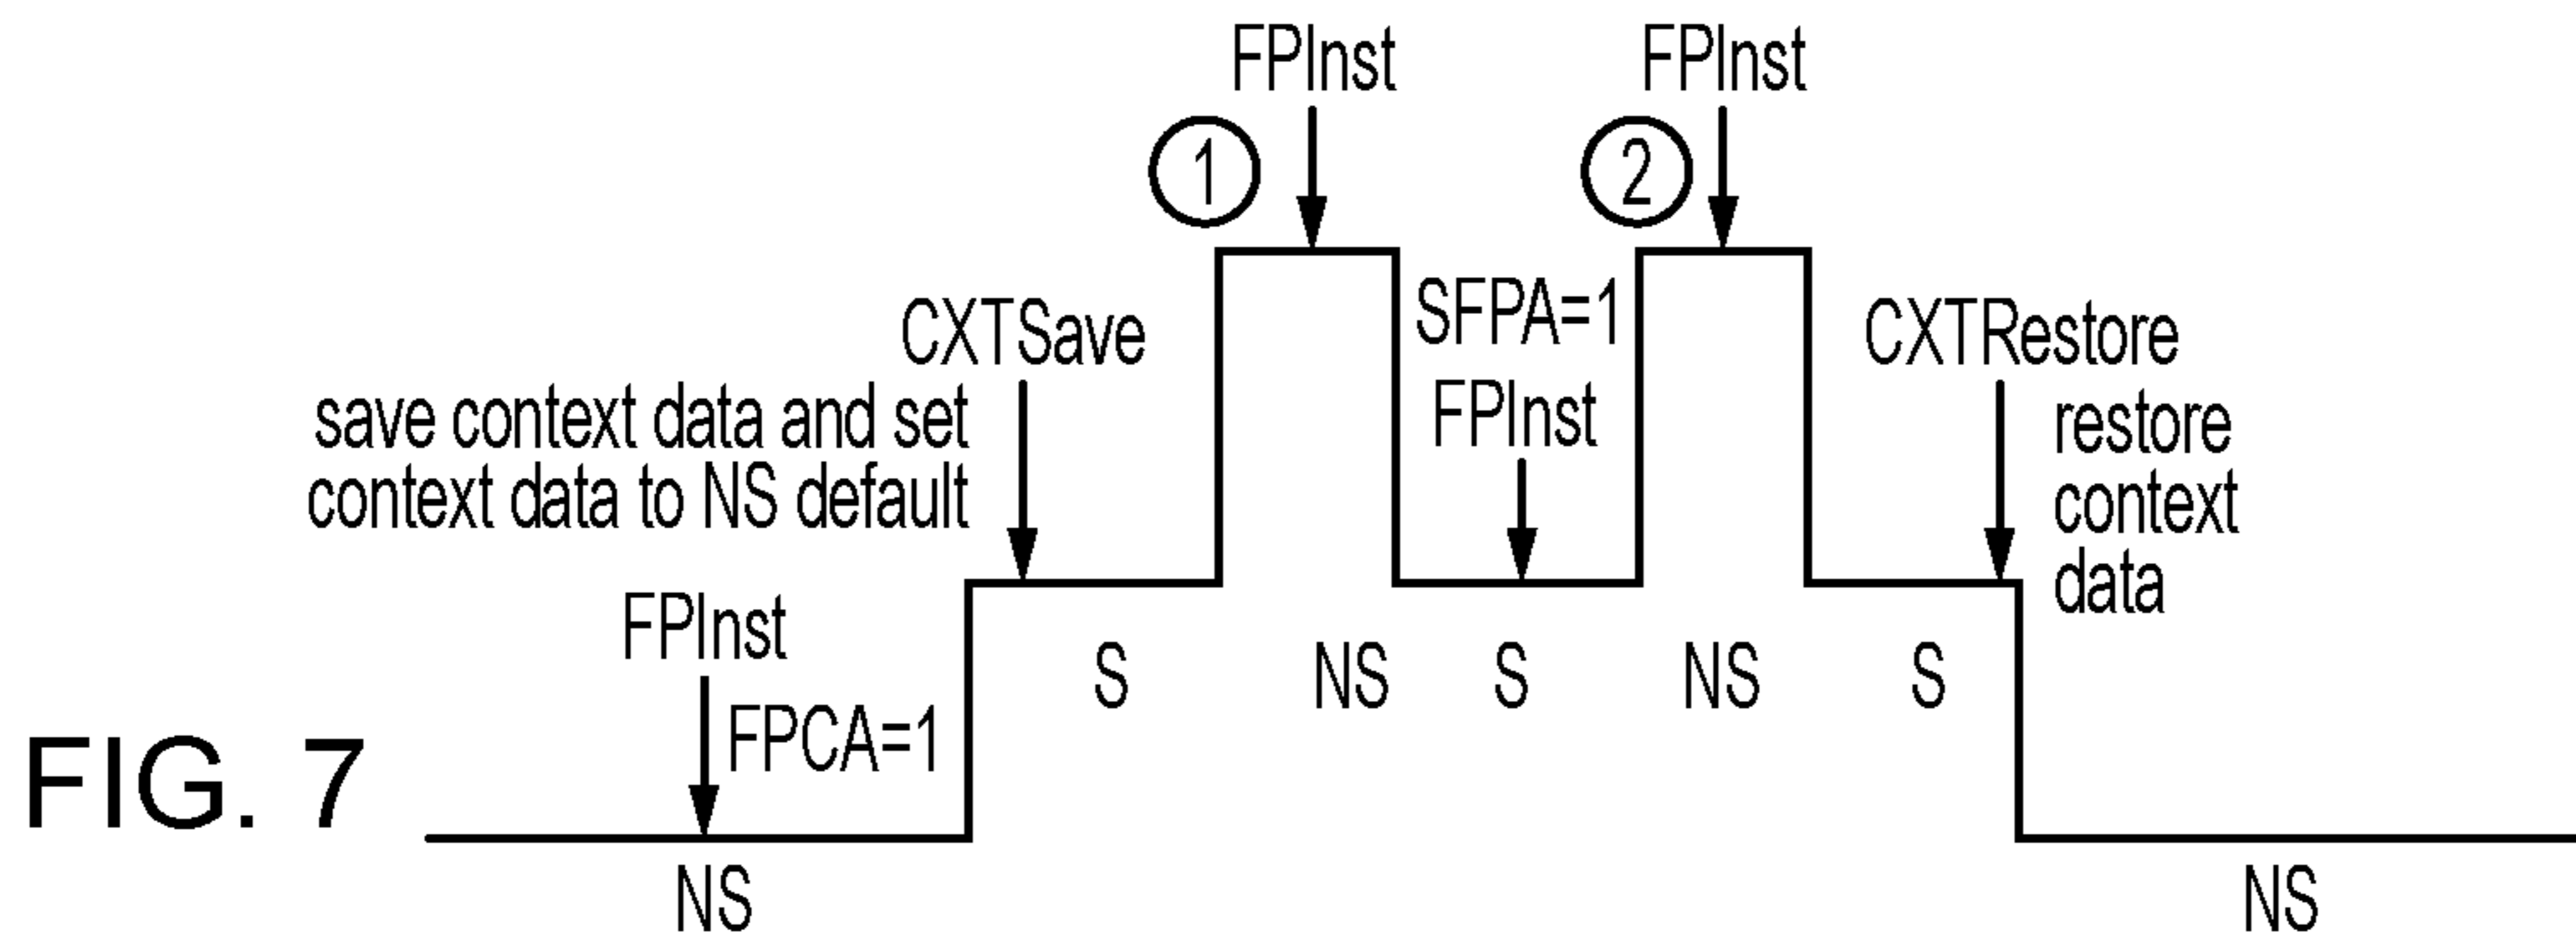 FPInst
FPInst
1
2
CXTSave
SFPA=1
CXTRestore
save context data and set
context data to NS default
FPInst
restore
context
data
FPInst
FPCA=1
S
NS
S
NS
S
FIG. 7
NS
NS